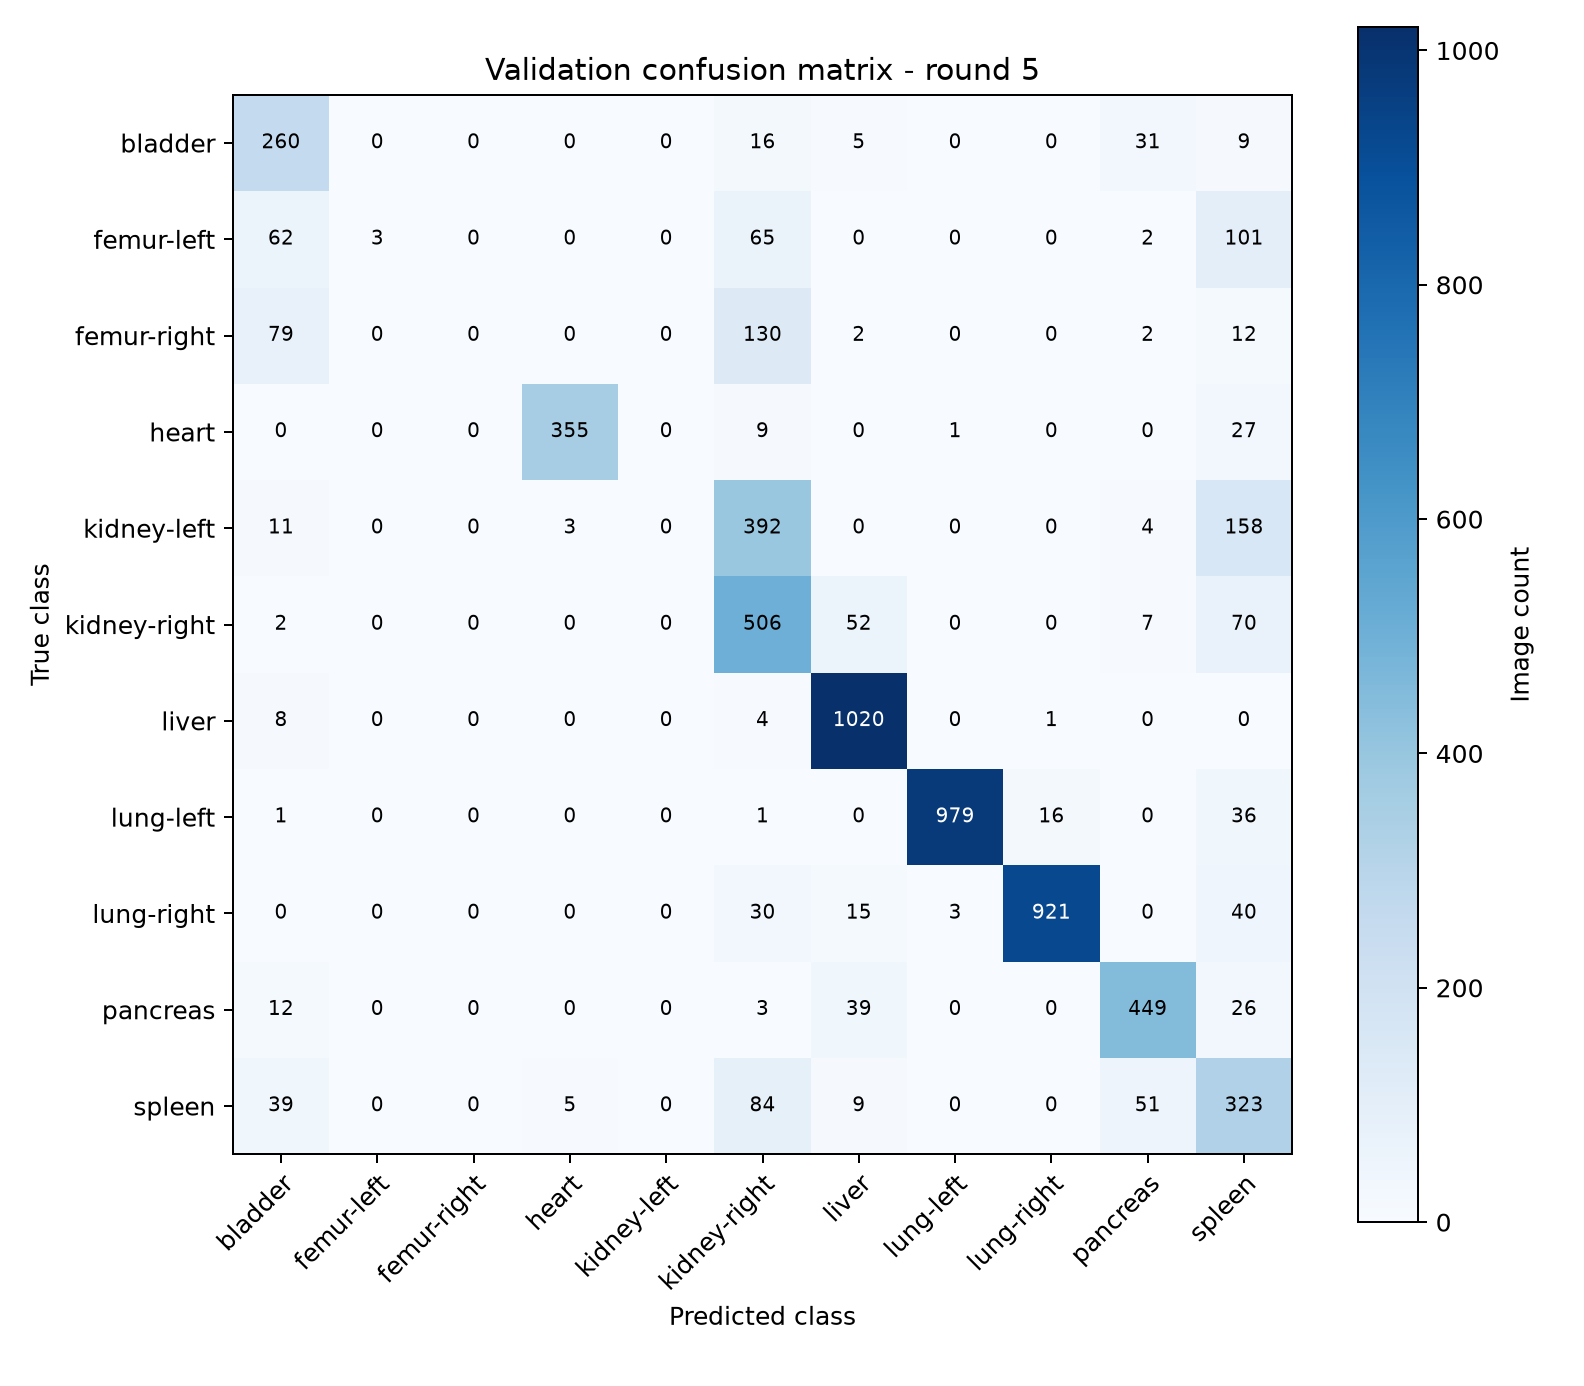 Validation confusion matrix - round 5
bladder 260 0 0 0 0 16 5 0 0 31 9
femur-left 62 3 0 0 0 65 0 0 0 2 101
femur-right 79 0 0 0 0 130 2 0 0 2 12
heart 0 0 0 355 0 9 0 1 0 0 27
kidney-left 11 0 0 3 0 392 0 0 0 4 158
kidney-right 2 0 0 0 0 506 52 0 0 7 70
liver 8 0 0 0 0 4 1020 0 1 0 0
lung-left 1 0 0 0 0 1 0 979 16 0 36
lung-right 0 0 0 0 0 30 15 3 921 0 40
pancreas 12 0 0 0 0 3 39 0 0 449 26
spleen 39 0 0 5 0 84 9 0 0 51 323
bladder femur-left femur-right heart kidney-left kidney-right liver lung-left lung-right pancreas spleen
Predicted class
True class
1000
800
600
400
200
0
Image count